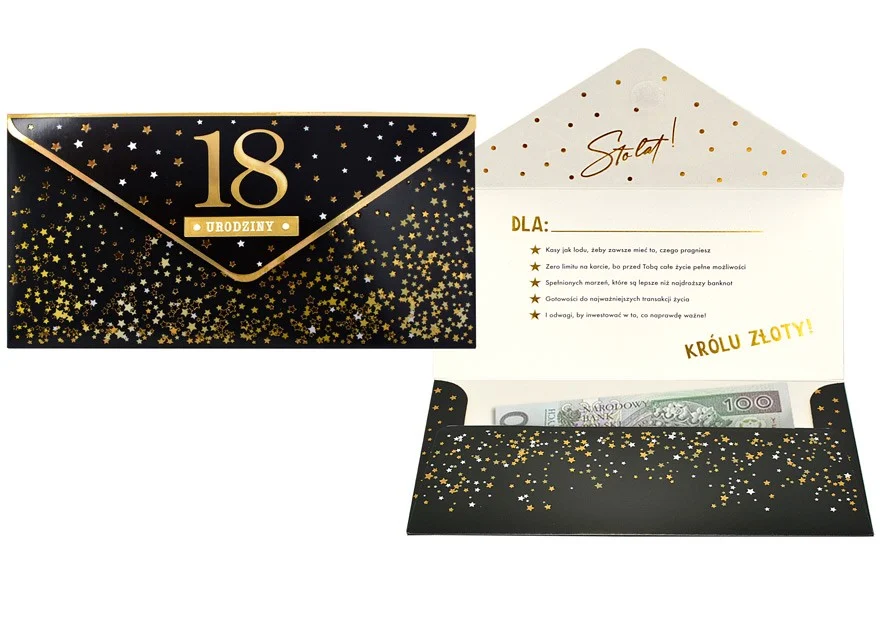 18
URODZINY
Sto lat!
DLA:
Kasy jak lodu, żeby zawsze mieć to, czego pragniesz
Zero limitu na karcie, bo przed Tobą całe życie pełne możliwości
Spełnionych marzeń, które są lepsze niż najdroższy banknot
Gotowości do najważniejszych transakcji życia
I odwagi, by inwestować w to, co naprawdę ważne!
KRÓLU ZŁOTY!
NARODOWY 100
BANK